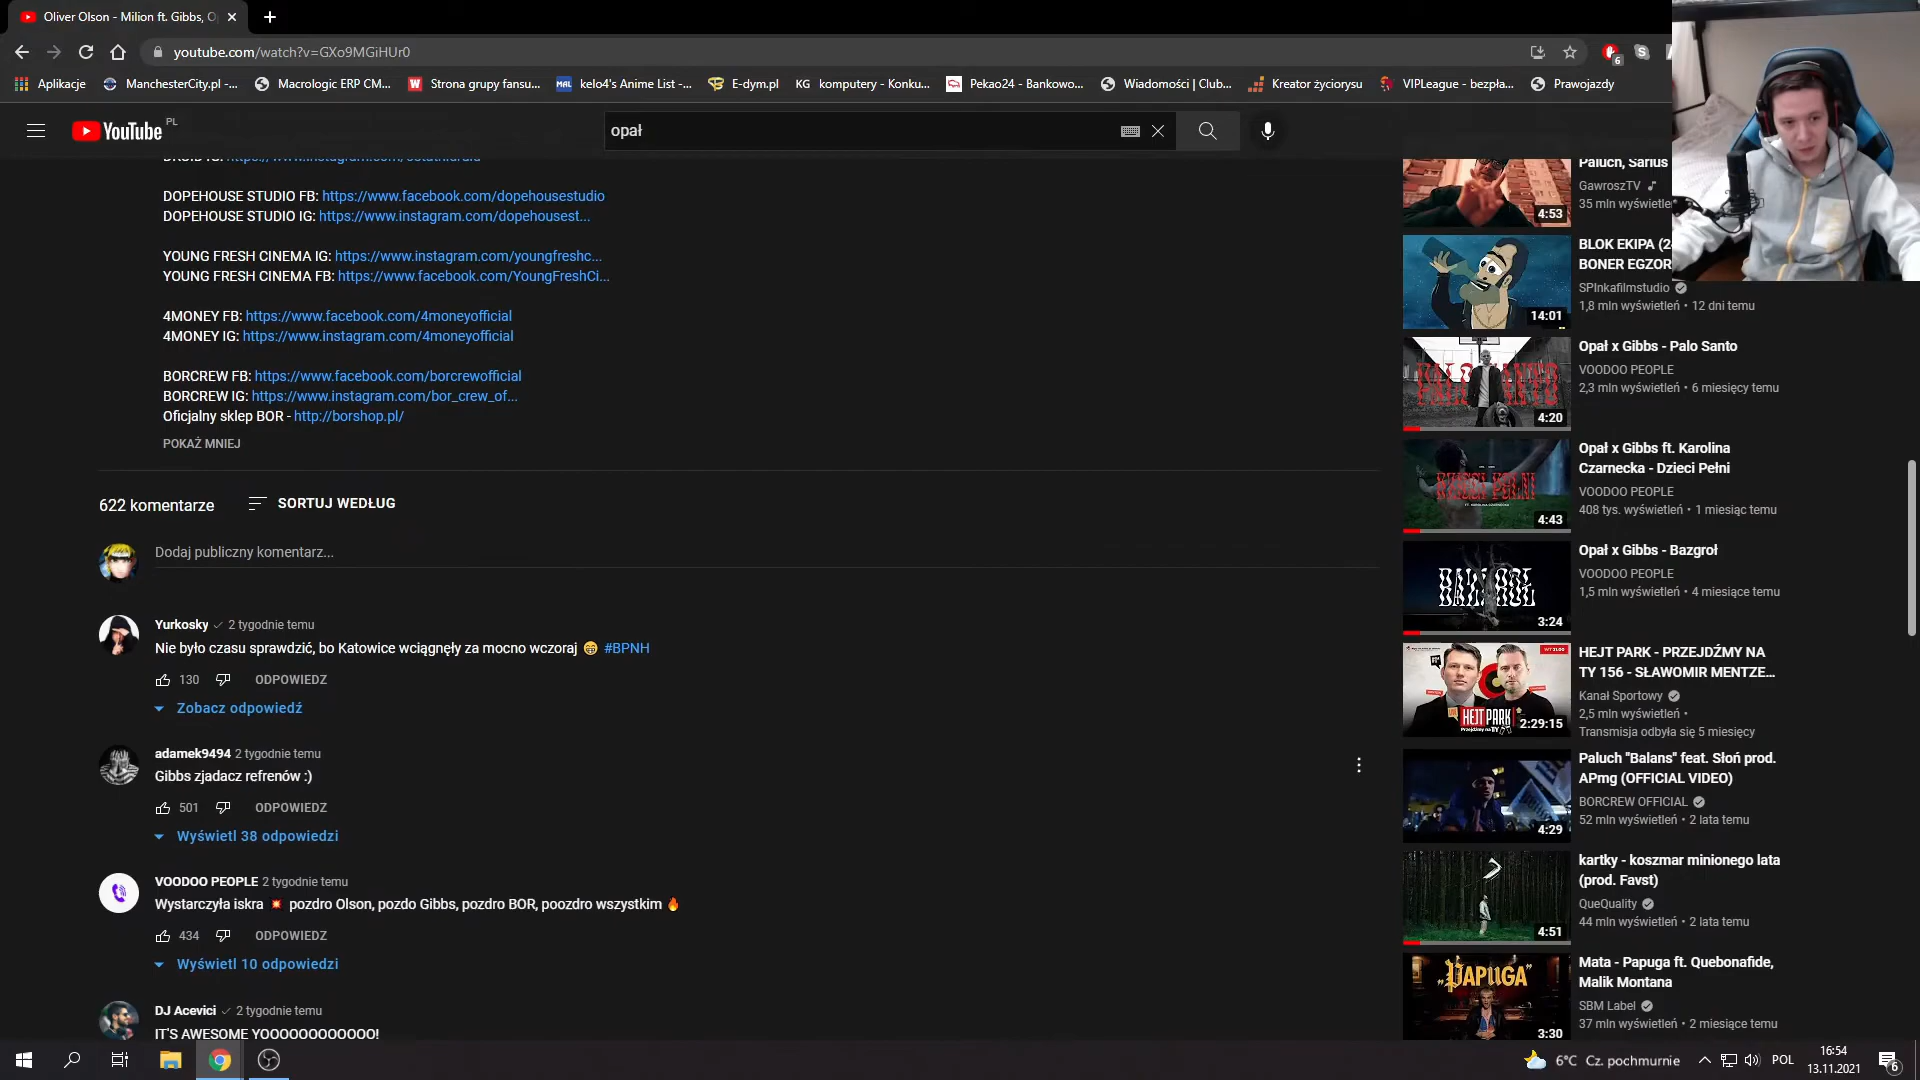 Oliver Olson - Milion ft. Gibbs, O
youtube.com/watch?v=GXo9MGiHUr0
6
Aplikacje
ManchesterCity.pl -...
Macrologic ERP CM...
W Strona grupy fansu...
MAL kelo4's Anime List -...
E-dym.pl
KG komputery - Konku...
Pekao24 - Bankowo...
Wiadomości | Club...
Kreator życiorysu
VIPLeague - bezpła...
Prawojazdy
YouTube PL
opał
DOPEHOUSE STUDIO FB: https://www.facebook.com/dopehousestudio
DOPEHOUSE STUDIO IG: https://www.instagram.com/dopehousest...
YOUNG FRESH CINEMA IG: https://www.instagram.com/youngfreshc...
YOUNG FRESH CINEMA FB: https://www.facebook.com/YoungFreshCi...
4MONEY FB: https://www.facebook.com/4moneyofficial
4MONEY IG: https://www.instagram.com/4moneyofficial
BORCREW FB: https://www.facebook.com/borcrewofficial
BORCREW IG: https://www.instagram.com/bor_crew_of...
Oficjalny sklep BOR - http://borshop.pl/
POKAŻ MNIEJ
622 komentarze
SORTUJ WEDŁUG
Dodaj publiczny komentarz...
Yurkosky 2 tygodnie temu
Nie było czasu sprawdzić, bo Katowice wciągnęły za mocno wczoraj 😁 #BPNH
130 ODPOWIEDZ
Zobacz odpowiedź
adamek9494 2 tygodnie temu
Gibbs zjadacz refrenów :)
501 ODPOWIEDZ
Wyświetl 38 odpowiedzi
VOODOO PEOPLE 2 tygodnie temu
Wystarczyła iskra 💥 pozdro Olson, pozdo Gibbs, pozdro BOR, poozdro wszystkim 🔥
434 ODPOWIEDZ
Wyświetl 10 odpowiedzi
DJ Acevici 2 tygodnie temu
IT'S AWESOME YOOOOOOOOOOOO!
Paluch, Sarius
GawroszTV
35 mln wyświetleń
4:53
BLOK EKIPA (2
BONER EGZOR
SPInkafilmstudio
1,8 mln wyświetleń • 12 dni temu
14:01
Opał x Gibbs - Palo Santo
VOODOO PEOPLE
2,3 mln wyświetleń • 6 miesięcy temu
4:20
Opał x Gibbs ft. Karolina
Czarnecka - Dzieci Pełni
VOODOO PEOPLE
408 tys. wyświetleń • 1 miesiąc temu
4:43
Opał x Gibbs - Bazgroł
VOODOO PEOPLE
1,5 mln wyświetleń • 4 miesiące temu
BAZGROŁ
3:24
HEJT PARK - PRZEJDŹMY NA
TY 156 - SŁAWOMIR MENTZE...
Kanał Sportowy
2,5 mln wyświetleń •
Transmisja odbyła się 5 miesięcy
HEJT PARK
2:29:15
Paluch "Balans" feat. Słoń prod.
APmg (OFFICIAL VIDEO)
BORCREW OFFICIAL
52 mln wyświetleń • 2 lata temu
4:29
kartky - koszmar minionego lata
(prod. Favst)
QueQuality
44 mln wyświetleń • 2 lata temu
4:51
Mata - Papuga ft. Quebonafide,
Malik Montana
SBM Label
37 mln wyświetleń • 2 miesiące temu
„PAPUGA"
3:30
6°C Cz. pochmurnie
POL
16:54
13.11.2021
6